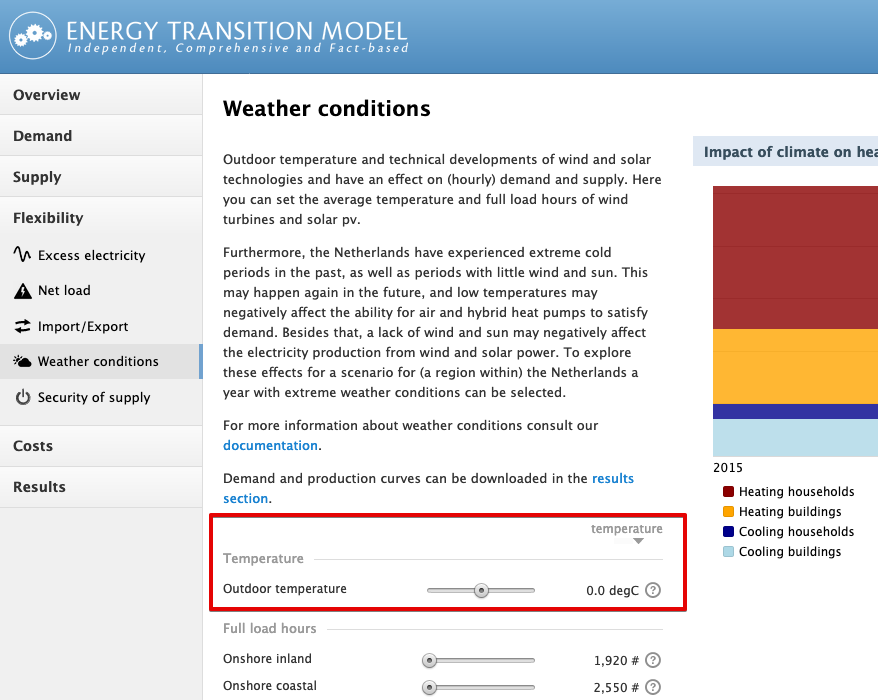 ENERGY TRANSITION MODEL
Independent, Comprehensive and Fact-based
Overview
Demand
Supply
Flexibility
Excess electricity
Net load
Import/Export
Weather conditions
Security of supply
Costs
Results
Weather conditions
Outdoor temperature and technical developments of wind and solar
technologies and have an effect on (hourly) demand and supply. Here
you can set the average temperature and full load hours of wind
turbines and solar pv.
Furthermore, the Netherlands have experienced extreme cold
periods in the past, as well as periods with little wind and sun. This
may happen again in the future, and low temperatures may
negatively affect the ability for air and hybrid heat pumps to satisfy
demand. Besides that, a lack of wind and sun may negatively affect
the electricity production from wind and solar power. To explore
these effects for a scenario for (a region within) the Netherlands a
year with extreme weather conditions can be selected.
For more information about weather conditions consult our
documentation.
Demand and production curves can be downloaded in the results
section.
temperature
Temperature
Outdoor temperature 0.0 degC ?
Full load hours
Onshore inland 1,920 # ?
Onshore coastal 2,550 # ?
Impact of climate on hea
2015
Heating households
Heating buildings
Cooling households
Cooling buildings